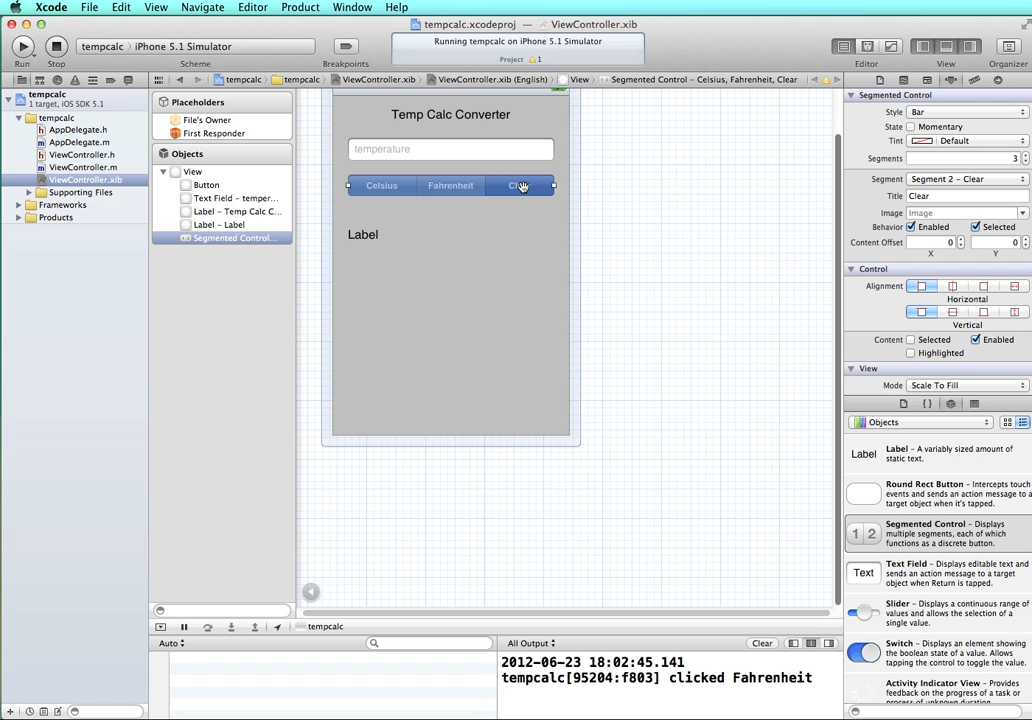 Xcode File Edit View Navigate Editor Product Window Help
tempcalc.xcodeproj — ViewController.xib
tempcalc 〉 iPhone 5.1 Simulator
Running tempcalc on iPhone 5.1 Simulator
Project 1
Run Stop Scheme Breakpoints Editor View Organizer
tempcalc
1 target, iOS SDK 5.1
tempcalc
AppDelegate.h
AppDelegate.m
ViewController.h
ViewController.m
ViewController.xib
Supporting Files
Frameworks
Products
tempcalc tempcalc ViewController.xib ViewController.xib (English) View Segmented Control – Celsius, Fahrenheit, Clear
Placeholders
File's Owner
First Responder
Objects
View
Button
Text Field – temper...
Label – Temp Calc C...
Label – Label
Segmented Control...
Temp Calc Converter
temperature
Celsius Fahrenheit
Label
Segmented Control
Style Bar
State Momentary
Tint Default
Segments 3
Segment Segment 2 – Clear
Title Clear
Image Image
Behavior Enabled Selected
Content Offset 0 0
X Y
Control
Alignment
Horizontal
Vertical
Content Selected Enabled
Highlighted
View
Mode Scale To Fill
Objects
Label
Label – A variably sized amount of
static text.
Round Rect Button – Intercepts touch
events and sends an action message to a
target object when it's tapped.
1 2
Segmented Control – Displays
multiple segments, each of which
functions as a discrete button.
Text
Text Field – Displays editable text and
sends an action message to a target
object when Return is tapped.
Slider – Displays a continuous range of
values and allows the selection of a
single value.
Switch – Displays an element showing
the boolean state of a value. Allows
tapping the control to toggle the value.
Activity Indicator View – Provides
feedback on the progress of a task or
process of unknown duration.
tempcalc
Auto
All Output
Clear
2012-06-23 18:02:45.141
tempcalc[95204:f803] clicked Fahrenheit